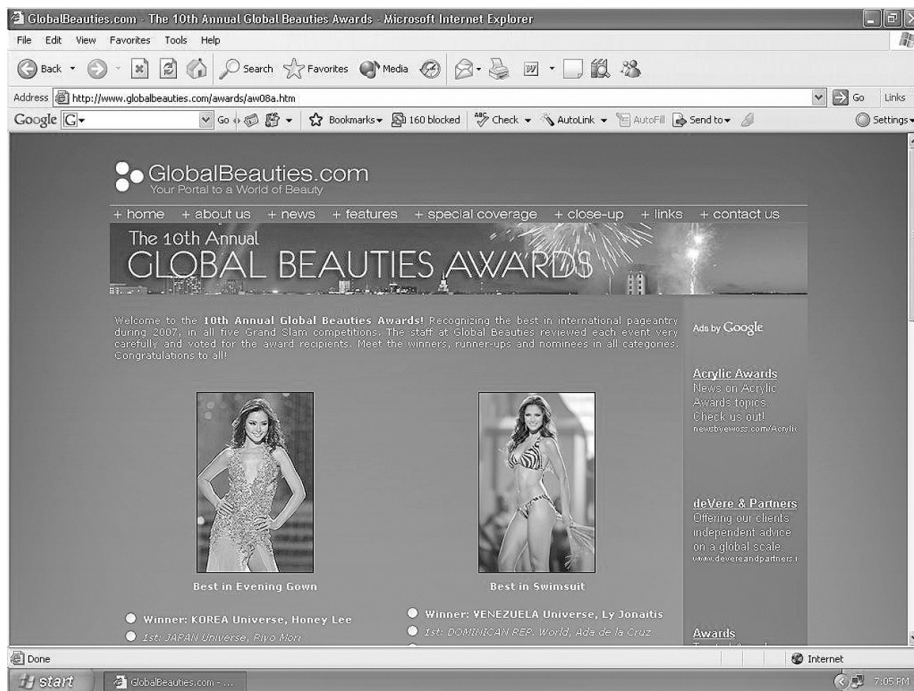 GlobalBeauties.com - The 10th Annual Global Beauties Awards - Microsoft Internet Explorer
File Edit View Favorites Tools Help
Back Search Favorites Media
Address http://www.globalbeauties.com/awards/aw08a.htm Go Links
Google G Go Bookmarks 160 blocked ABC Check AutoLink AutoFill Send to Settings
GlobalBeauties.com
Your Portal to a World of Beauty
+ home + about us + news + features + special coverage + close-up + links + contact us
The 10th Annual
GLOBAL BEAUTIES AWARDS
Welcome to the 10th Annual Global Beauties Awards! Recognizing the best in international pageantry
during 2007, in all five Grand Slam competitions. The staff at Global Beauties reviewed each event very
carefully and voted for the award recipients. Meet the winners, runner-ups and nominees in all categories.
Congratulations to all!
Ads by Google
Acrylic Awards
News on Acrylic
Awards topics.
Check us out!
newsbyewoss.com/Acrylic
deVere & Partners
Offering our clients
independent advice
on a global scale.
www.devereandpartners.
Awards
Best in Evening Gown
Winner: KOREA Universe, Honey Lee
1st: JAPAN Universe, Riyo Mori
Best in Swimsuit
Winner: VENEZUELA Universe, Ly Jonaitis
1st: DOMINICAN REP. World, Ada de la Cruz
Done Internet
start GlobalBeauties.com - ... 7:05 PM